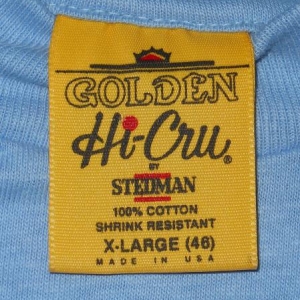 GOLDEN
Hi-Cru®
BY
STEDMAN
100% COTTON
SHRINK RESISTANT
X-LARGE (46)
MADE IN USA